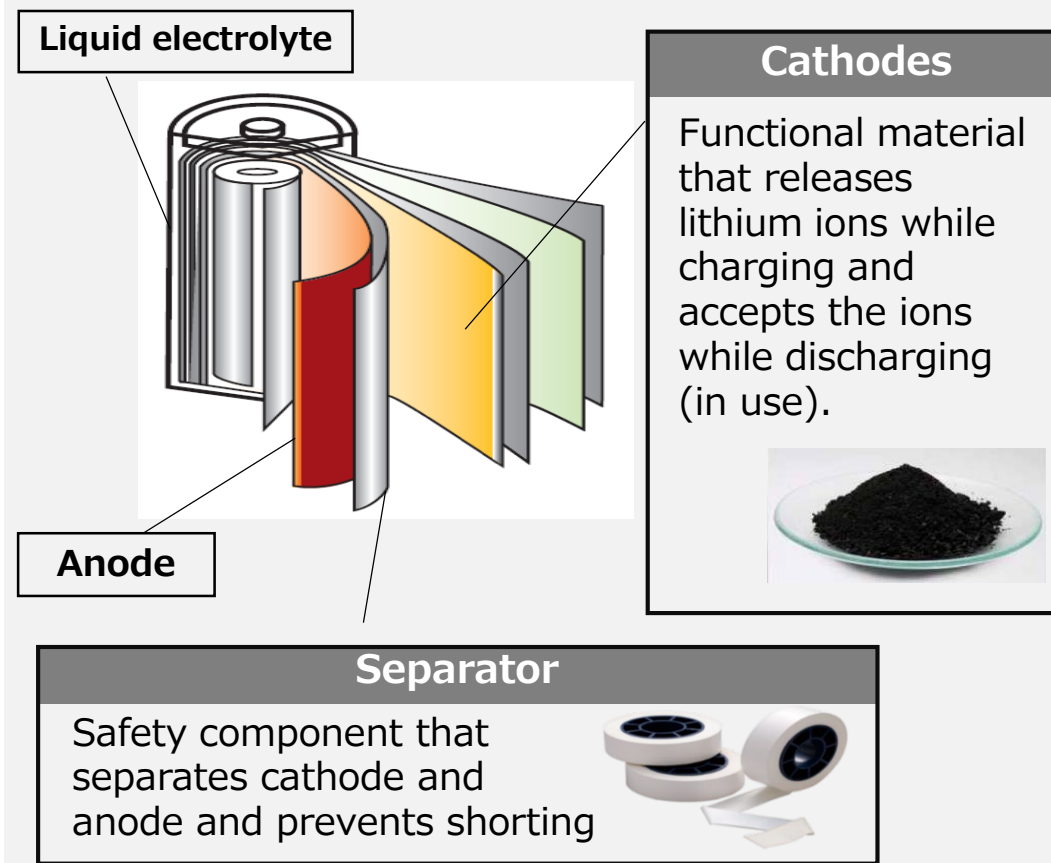 Liquid electrolyte
Cathodes
Functional material
that releases
lithium ions while
charging and
accepts the ions
while discharging
(in use).
Anode
Separator
Safety component that
separates cathode and
anode and prevents shorting